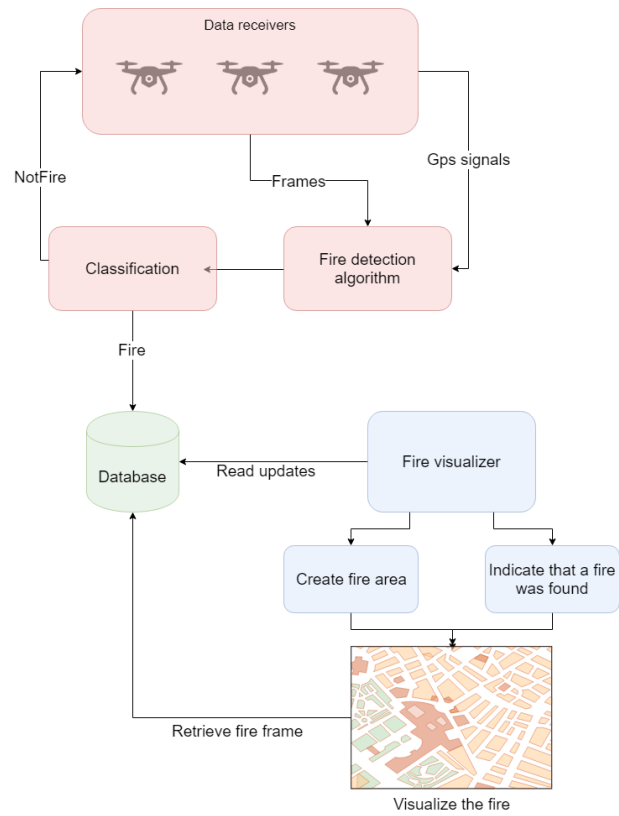 Data receivers
NotFire
Gps signals
Frames
Classification
Fire detection
algorithm
Fire
Database
Read updates
Fire visualizer
Create fire area
Indicate that a fire
was found
Retrieve fire frame
Visualize the fire